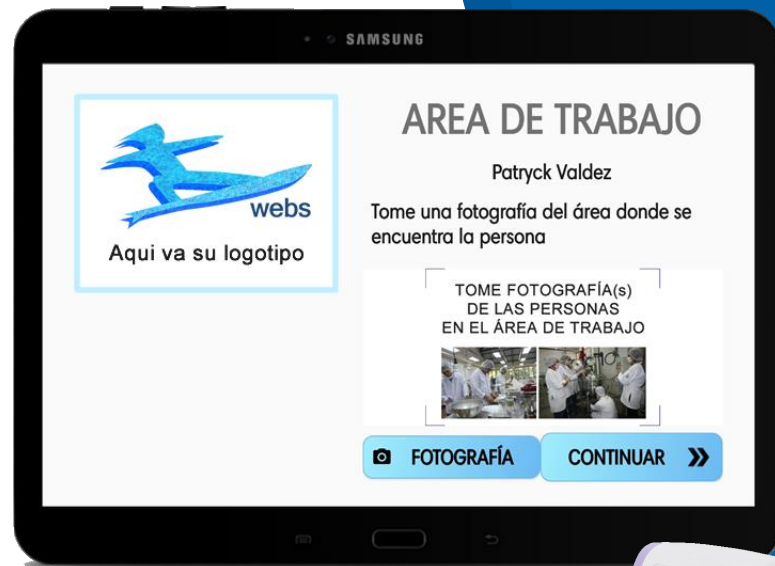 SAMSUNG
webs
Aqui va su logotipo
AREA DE TRABAJO
Patryck Valdez
Tome una fotografía del área donde se
encuentra la persona
TOME FOTOGRAFÍA(s)
DE LAS PERSONAS
EN EL ÁREA DE TRABAJO
FOTOGRAFÍA
CONTINUAR